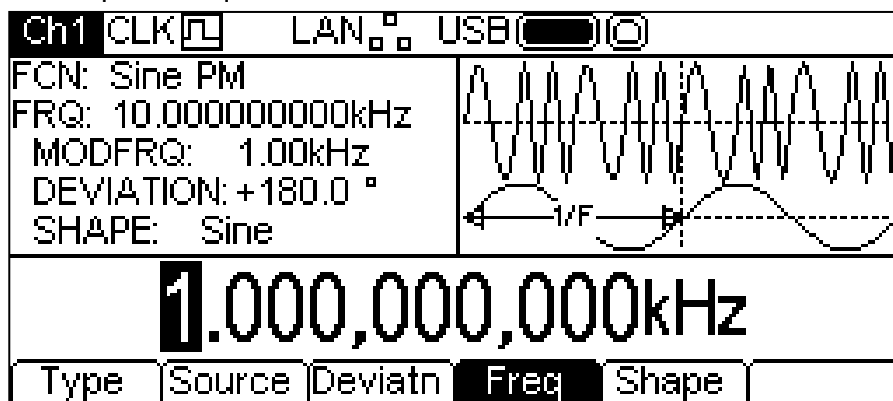 Ch1 CLK LAN USB
FCN: Sine PM
FRQ: 10.000000000kHz
MODFRQ: 1.00kHz
DEVIATION: +180.0 °
SHAPE: Sine
1/F
1.000,000,000kHz
Type Source Deviatn Freq Shape